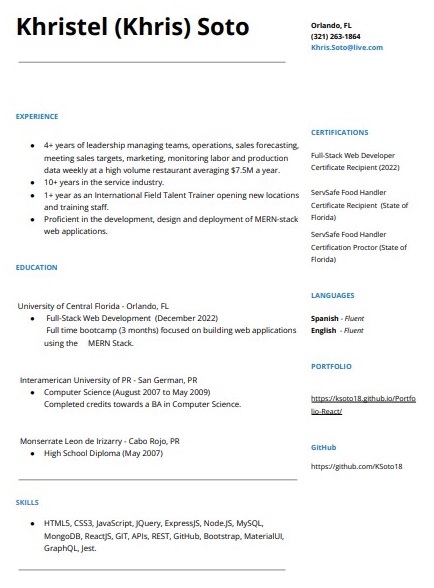 Khristel (Khris) Soto
Orlando, FL
(321) 263-1864
Khris.Soto@live.com
EXPERIENCE
● 4+ years of leadership managing teams, operations, sales forecasting,
meeting sales targets, marketing, monitoring labor and production
data weekly at a high volume restaurant averaging $7.5M a year.
● 10+ years in the service industry.
● 1+ year as an International Field Talent Trainer opening new locations
and training staff.
● Proficient in the development, design and deployment of MERN-stack
web applications.
EDUCATION
University of Central Florida - Orlando, FL
● Full-Stack Web Development (December 2022)
Full time bootcamp (3 months) focused on building web applications
using the MERN Stack.
Interamerican University of PR - San German, PR
● Computer Science (August 2007 to May 2009)
Completed credits towards a BA in Computer Science.
Monserrate Leon de Irizarry - Cabo Rojo, PR
● High School Diploma (May 2007)
SKILLS
● HTML5, CSS3, JavaScript, JQuery, ExpressJS, Node.JS, MySQL,
MongoDB, ReactJS, GIT, APIs, REST, GitHub, Bootstrap, MaterialUI,
GraphQL, Jest.
CERTIFICATIONS
Full-Stack Web Developer
Certificate Recipient (2022)
ServSafe Food Handler
Certificate Recipient (State of
Florida)
ServSafe Food Handler
Certification Proctor (State of
Florida)
LANGUAGES
Spanish - Fluent
English - Fluent
PORTFOLIO
https://ksoto18.github.io/Portfo
lio-React/
GitHub
https://github.com/KSoto18